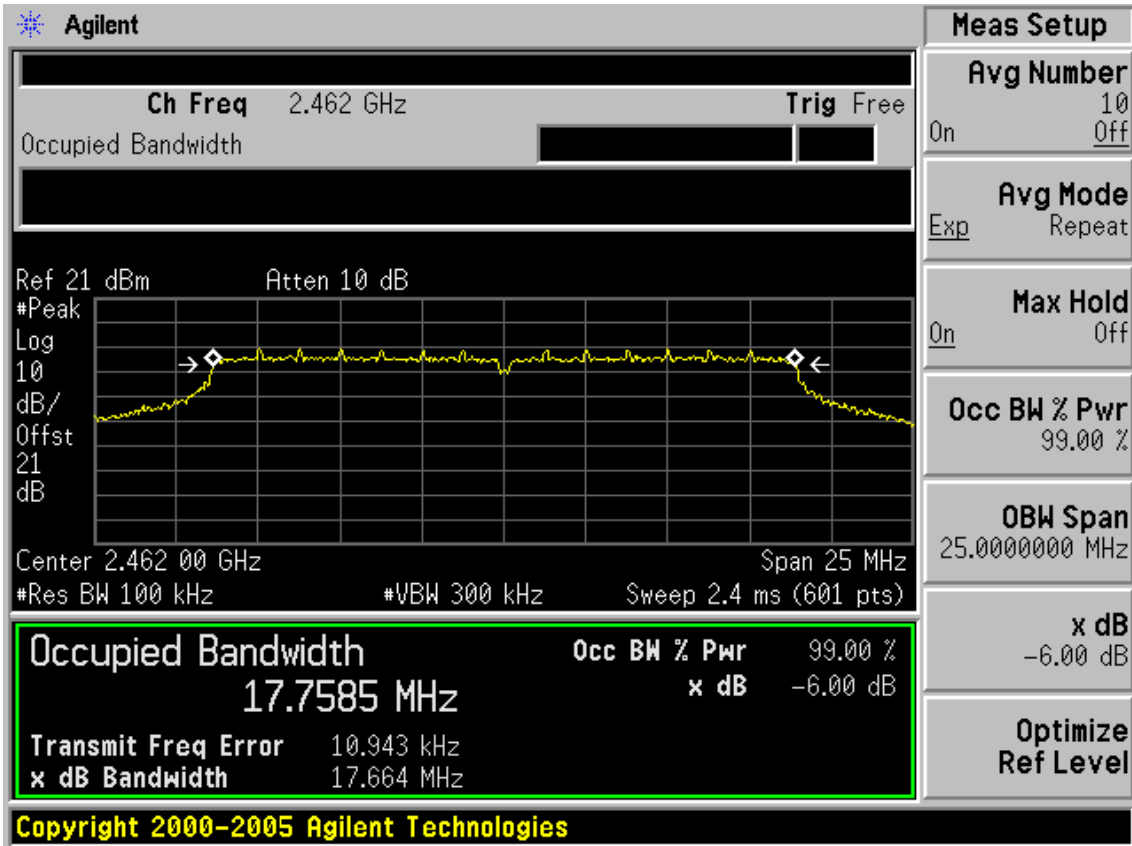 Agilent
Ch Freq 2.462 GHz Trig Free
Occupied Bandwidth
Ref 21 dBm Atten 10 dB
#Peak
Log
10
dB/
Offst
21
dB
Center 2.462 00 GHz Span 25 MHz
#Res BW 100 kHz #VBW 300 kHz Sweep 2.4 ms (601 pts)
Occupied Bandwidth
17.7585 MHz
Occ BW % Pwr 99.00 %
x dB -6.00 dB
Transmit Freq Error 10.943 kHz
x dB Bandwidth 17.664 MHz
Copyright 2000-2005 Agilent Technologies
Meas Setup
Avg Number
10
On Off
Avg Mode
Exp Repeat
Max Hold
On Off
Occ BW % Pwr
99.00 %
OBW Span
25.0000000 MHz
x dB
-6.00 dB
Optimize
Ref Level